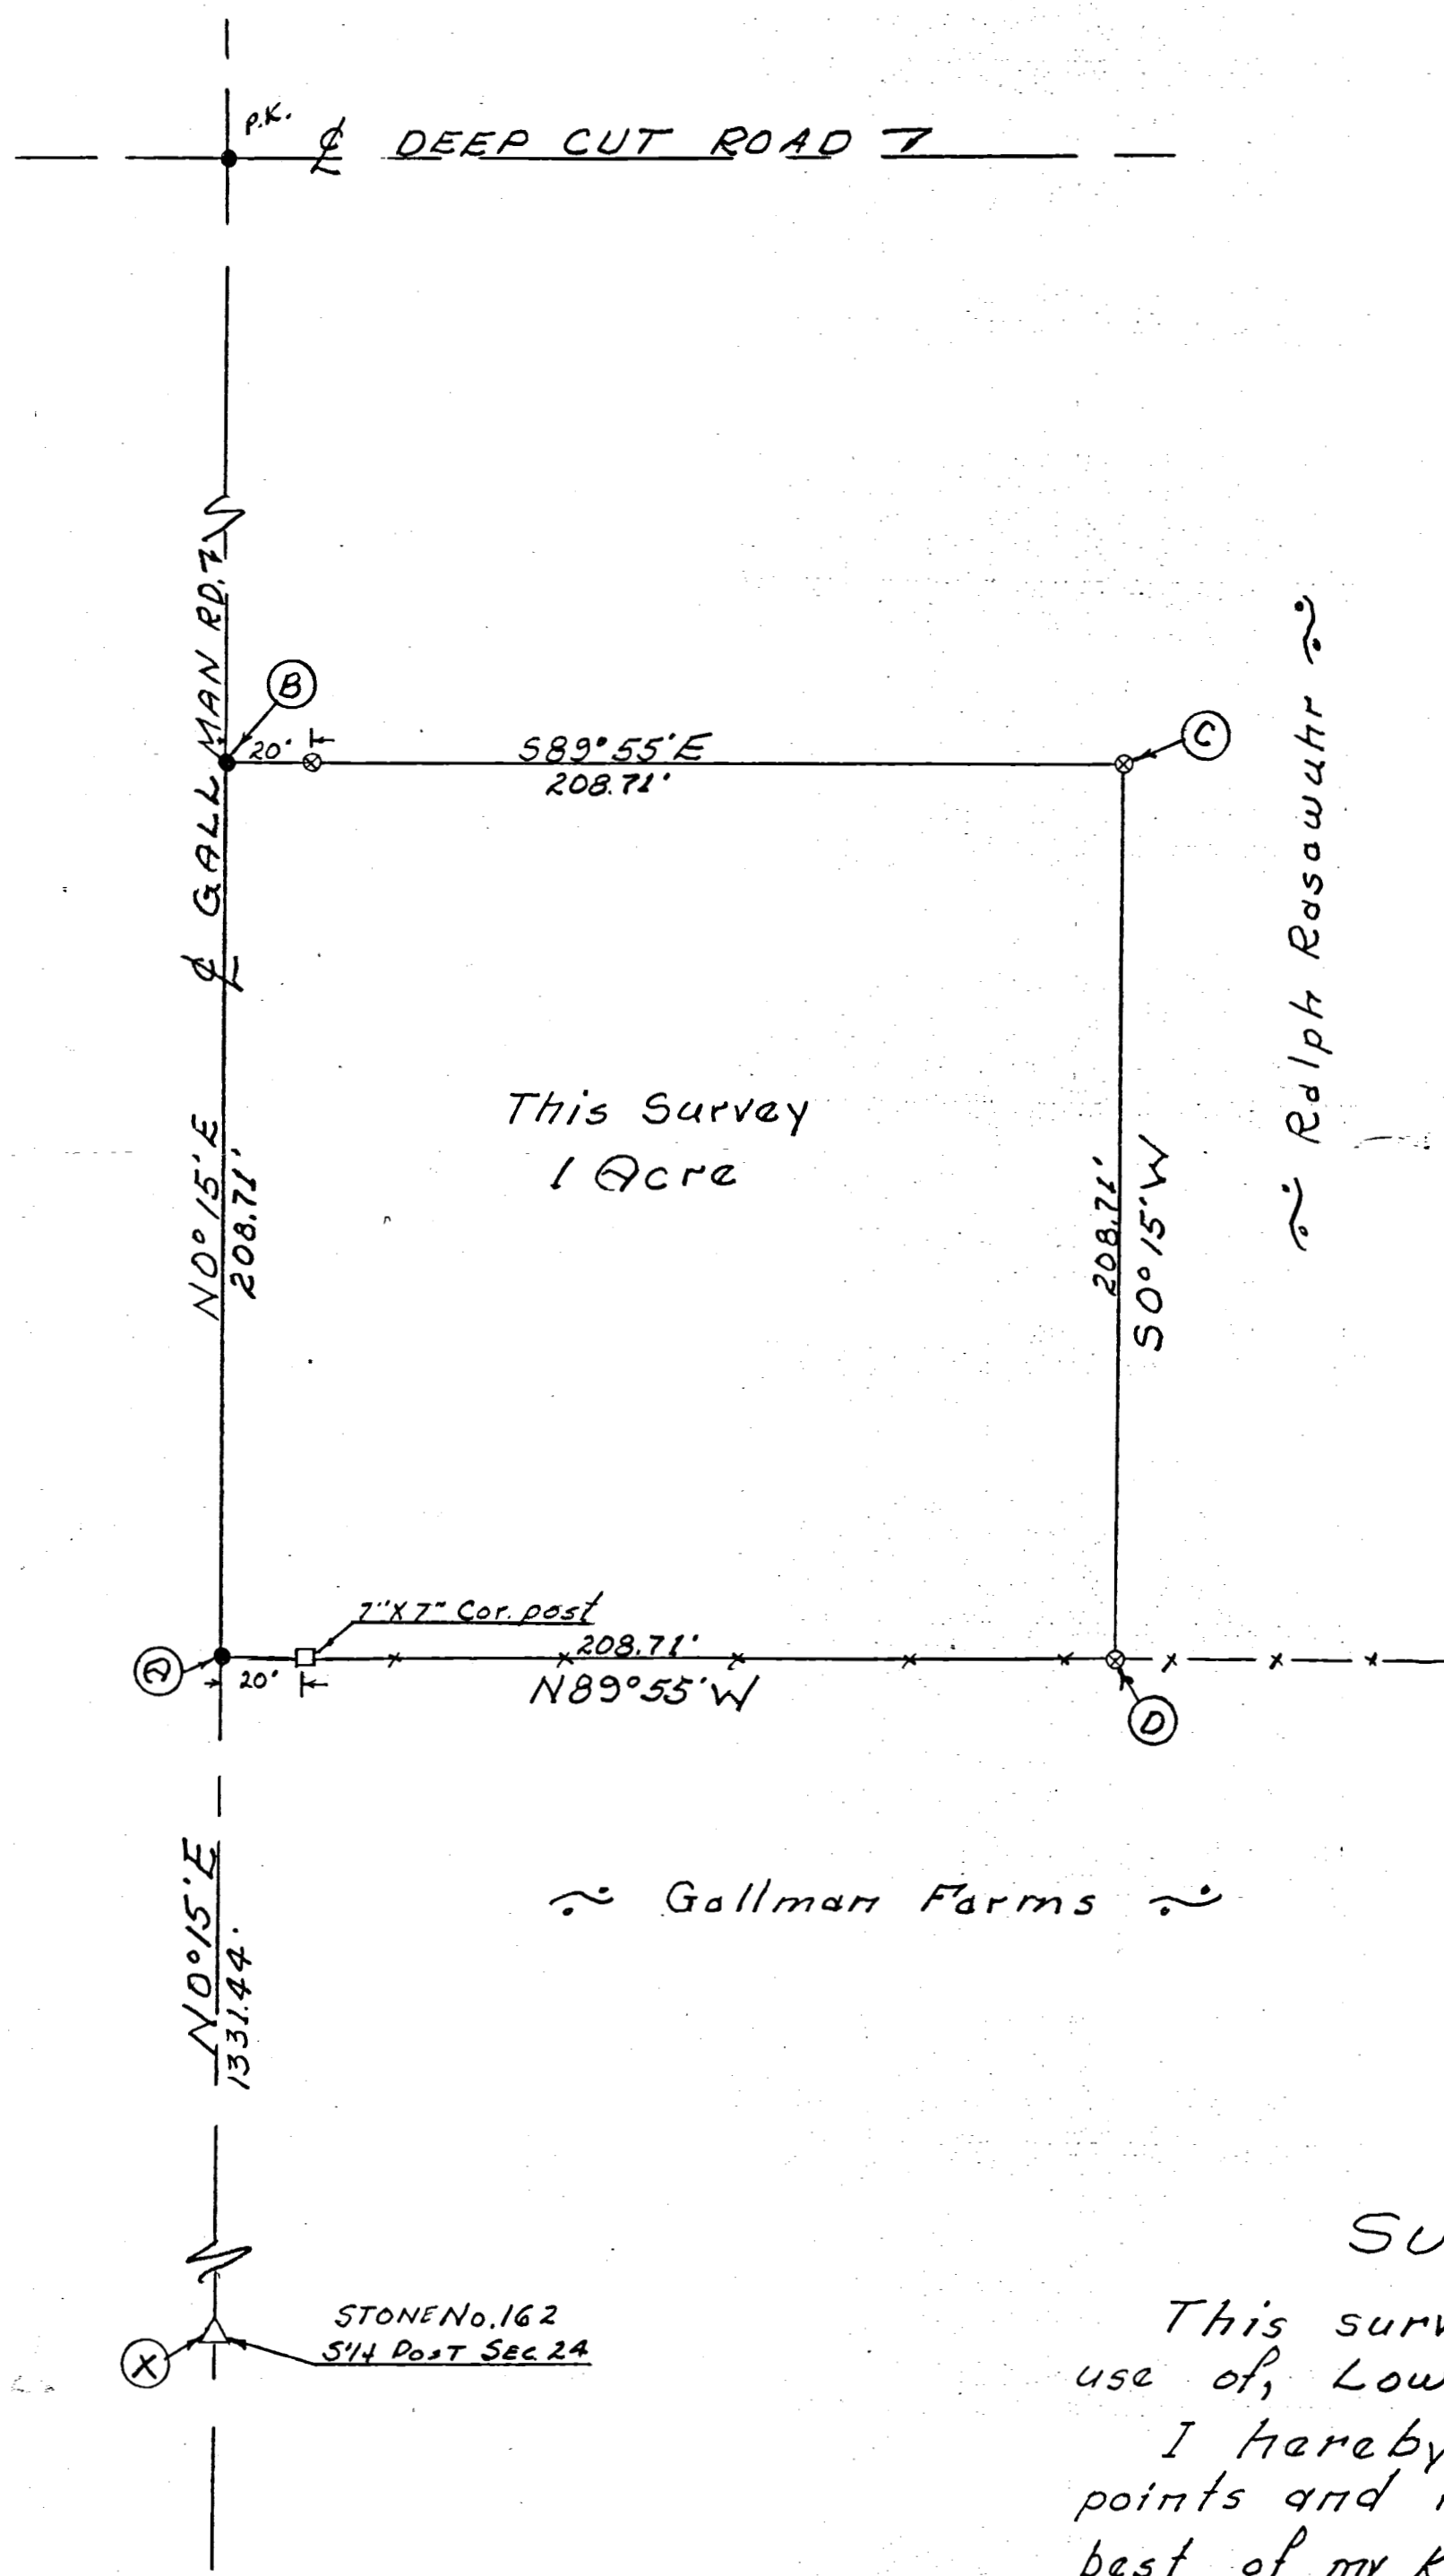 P.K.
℄ DEEP CUT ROAD 7
℄ GALLMAN RD. 7
B
20'
S89°55'E
208.71'
C
Ralph Rasawuhr
This Survey
1 Acre
N0°15'E
208.71'
208.71'
S0°15'W
7"X7" Cor. post
A
20'
208.71'
N89°55'W
D
N0°15'E
1331.44'
Gallman Farms
X
STONE No. 162
S¼ POST SEC. 24
SU
This surv
use of, Low
I hereby
points and
best of my k